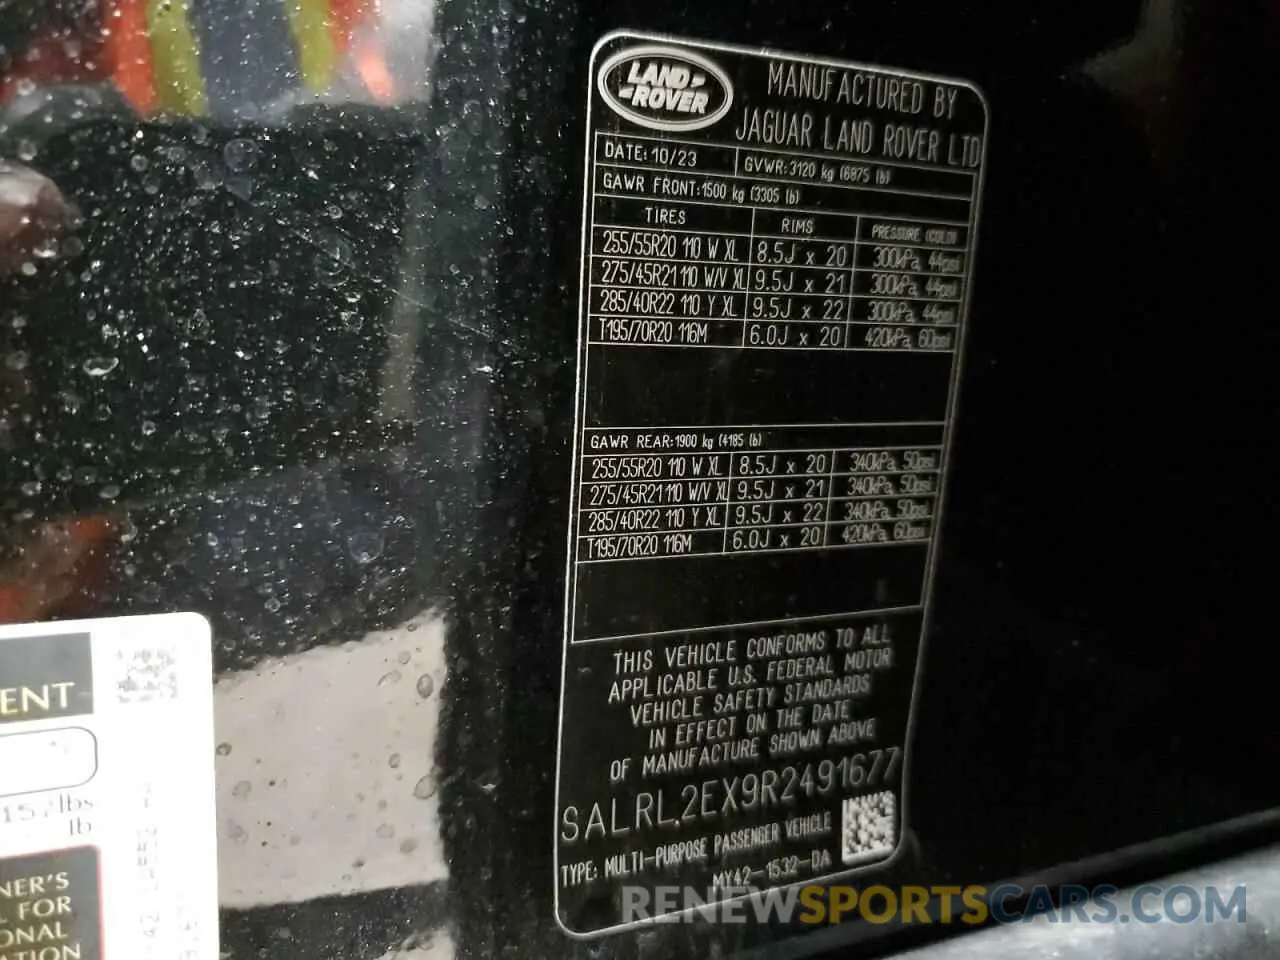 LAND ROVER
MANUFACTURED BY
JAGUAR LAND ROVER LTD
DATE: 10/23 GVWR: 3120 kg (6875 lb)
GAWR FRONT: 1500 kg (3305 lb)
TIRES RIMS PRESSURE (COLD)
255/55R20 110 W XL 8.5J x 20 300kPa, 44psi
275/45R21 110 W/V XL 9.5J x 21 300kPa, 44psi
285/40R22 110 Y XL 9.5J x 22 300kPa, 44psi
T195/70R20 116M 6.0J x 20 420kPa, 60psi
GAWR REAR: 1900 kg (4185 lb)
255/55R20 110 W XL 8.5J x 20 340kPa, 50psi
275/45R21 110 W/V XL 9.5J x 21 340kPa, 50psi
285/40R22 110 Y XL 9.5J x 22 340kPa, 50psi
T195/70R20 116M 6.0J x 20 420kPa, 60psi
THIS VEHICLE CONFORMS TO ALL
APPLICABLE U.S. FEDERAL MOTOR
VEHICLE SAFETY STANDARDS
IN EFFECT ON THE DATE
OF MANUFACTURE SHOWN ABOVE
SALRL2EX9R2491677
TYPE: MULTI-PURPOSE PASSENGER VEHICLE
MY42-1532-DA
ENT
lbs
lb
NER'S
FOR
ONAL
ATION
RENEWSPORTSCARS.COM